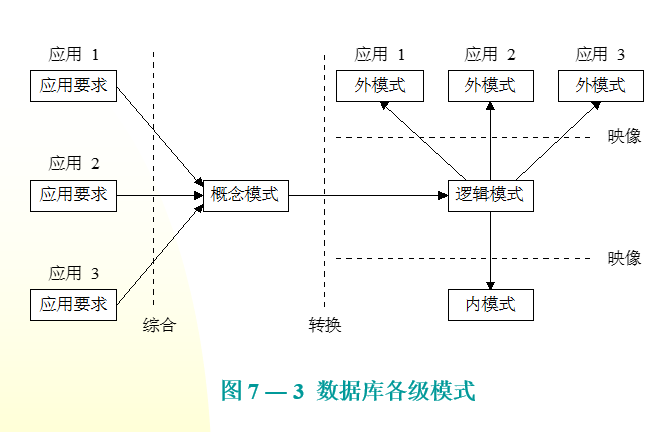 应用 1
应用要求
应用 2
应用要求
应用 3
应用要求
综合
概念模式
转换
应用 1
外模式
应用 2
外模式
应用 3
外模式
映像
逻辑模式
映像
内模式
图 7 — 3 数据库各级模式